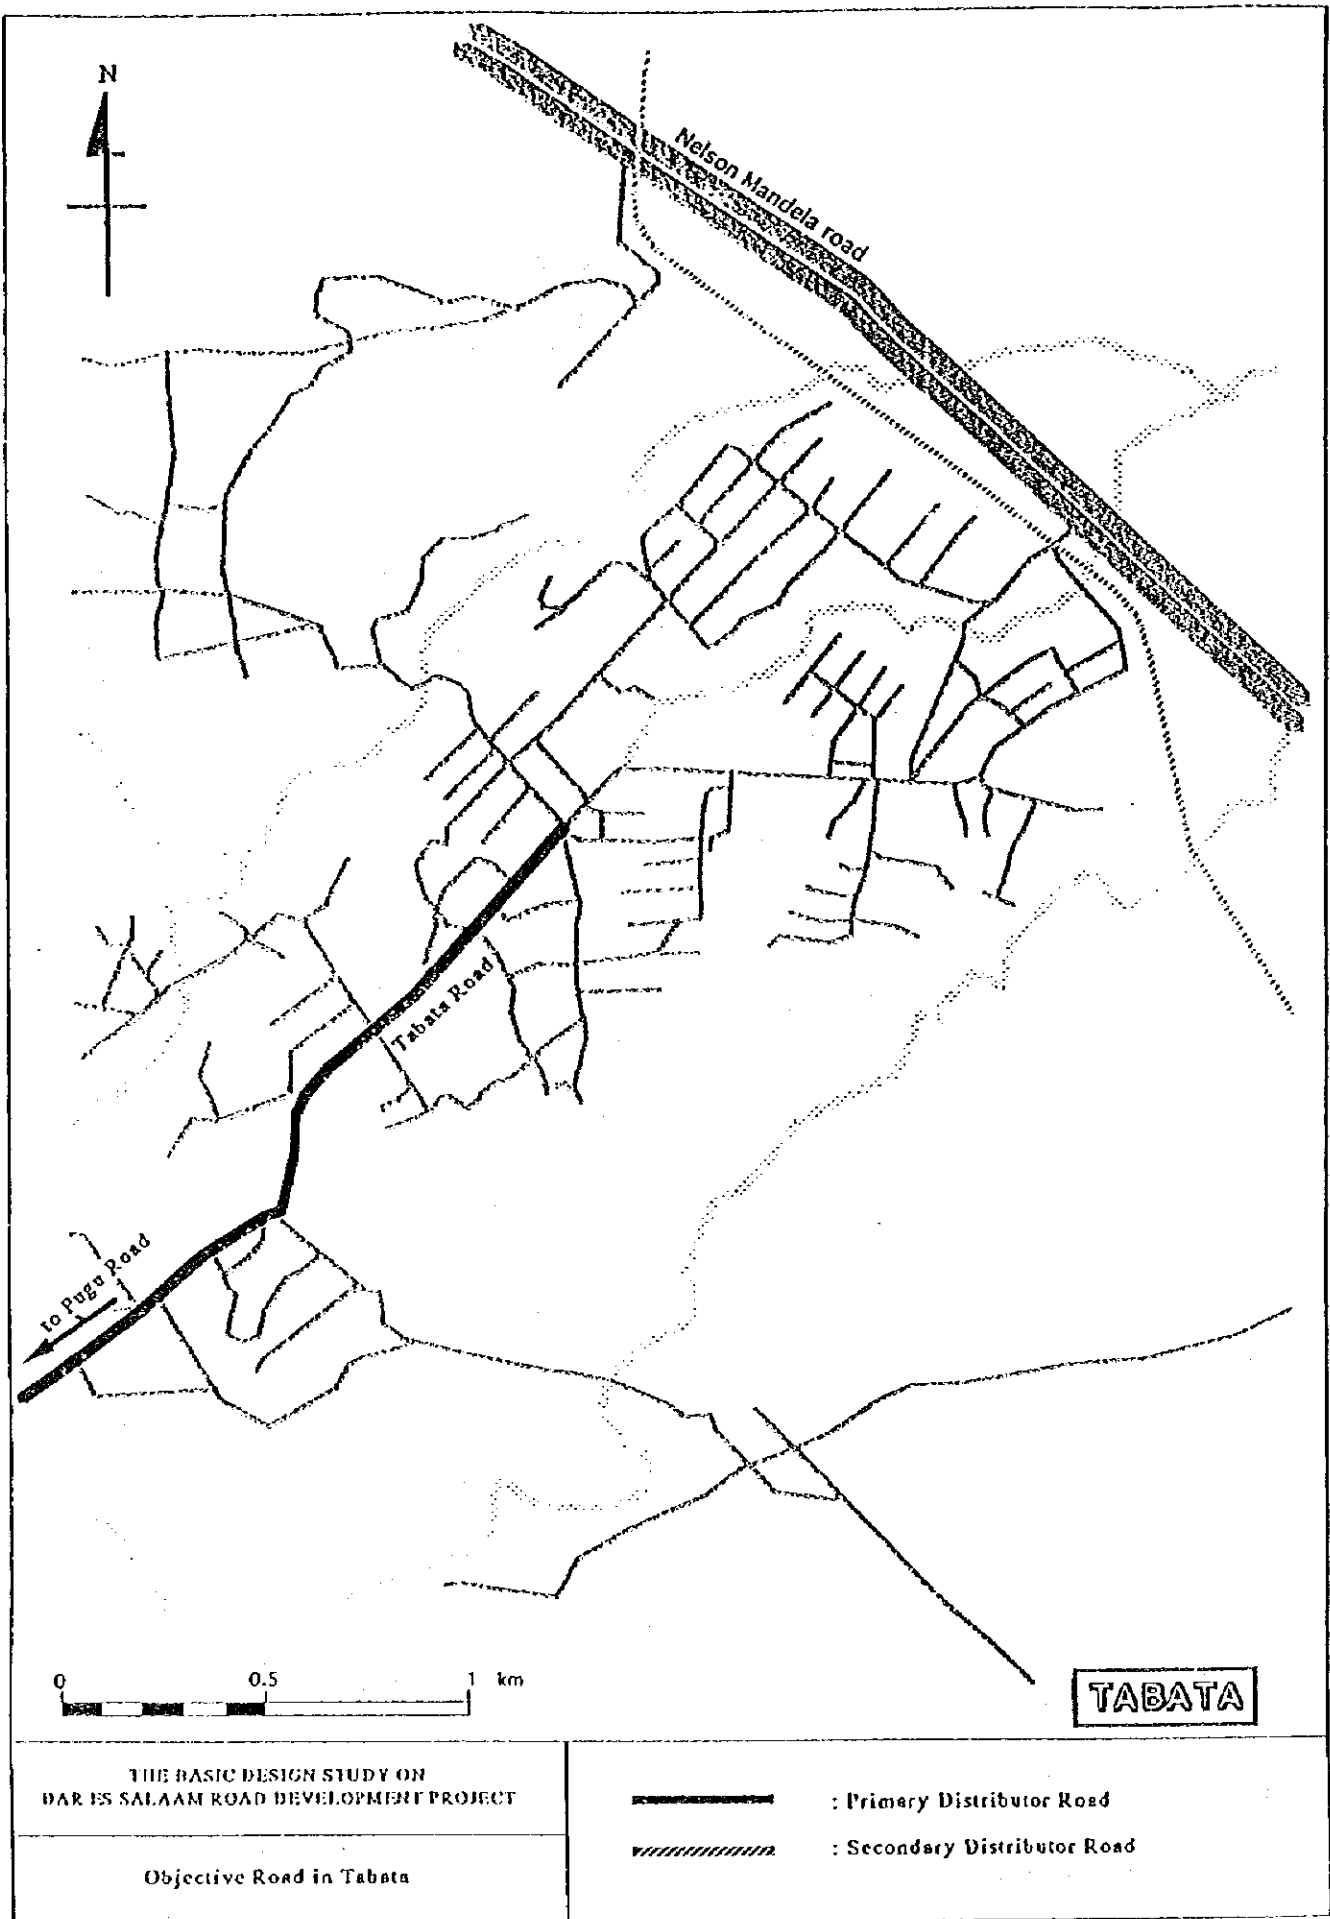 N
Nelson Mandela road
Tabata Road
to Pugu Road
0 0.5 1 km
TABATA
THE BASIC DESIGN STUDY ON
DAR ES SALAAM ROAD DEVELOPMENT PROJECT
: Primary Distributor Road
: Secondary Distributor Road
Objective Road in Tabata